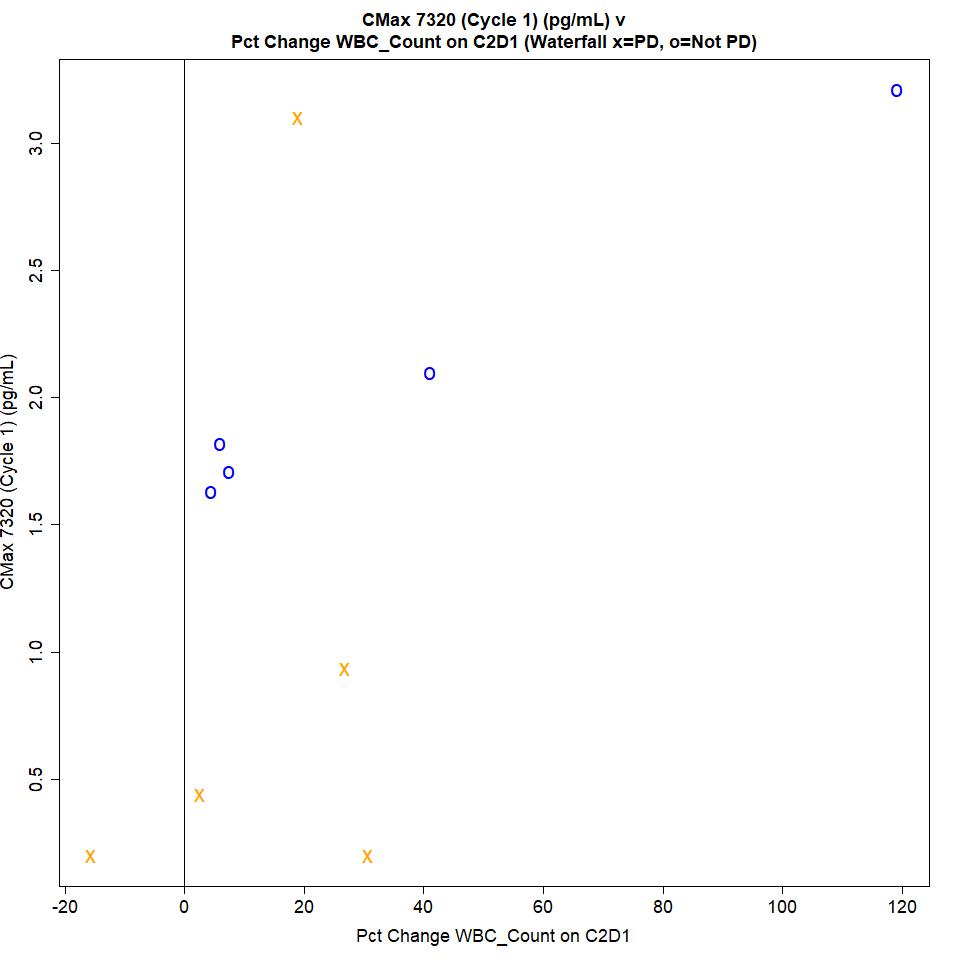 CMax 7320 (Cycle 1) (pg/mL) v
Pct Change WBC_Count on C2D1 (Waterfall x=PD, o=Not PD)
CMax 7320 (Cycle 1) (pg/mL)
3.0
2.5
2.0
1.5
1.0
0.5
O
X
O
O
O
O
X
X
X
X
-20 0 20 40 60 80 100 120
Pct Change WBC_Count on C2D1